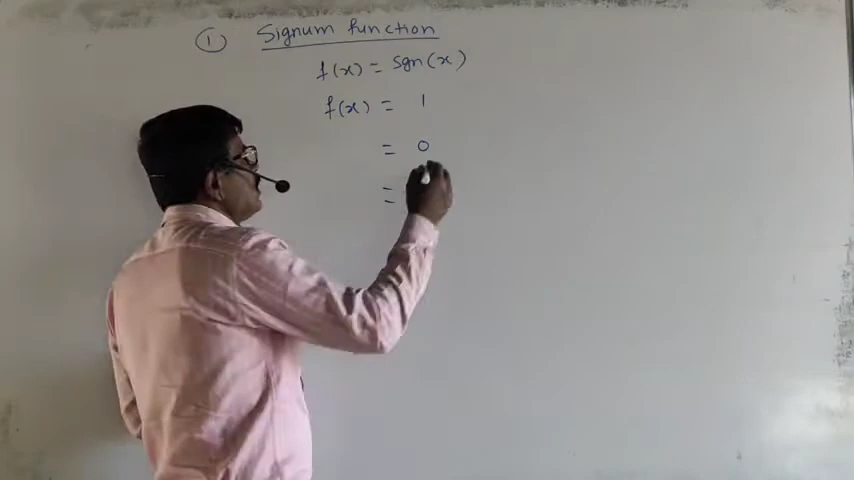 ① Signum function
f(x) = sgn(x)
f(x) = 1
= 0
=